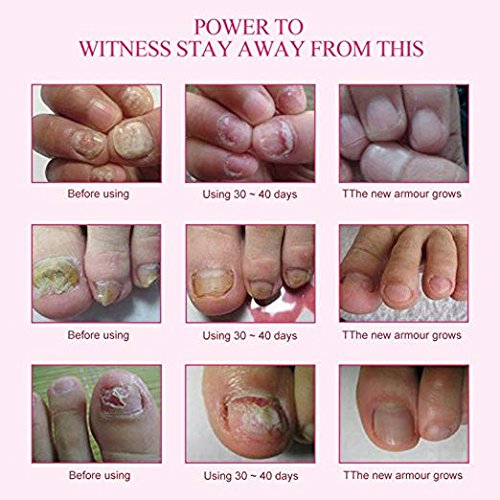 POWER TO
WITNESS STAY AWAY FROM THIS
Before using
Using 30 ~ 40 days
TThe new armour grows
Before using
Using 30 ~ 40 days
TThe new armour grows
Before using
Using 30 ~ 40 days
TThe new armour grows